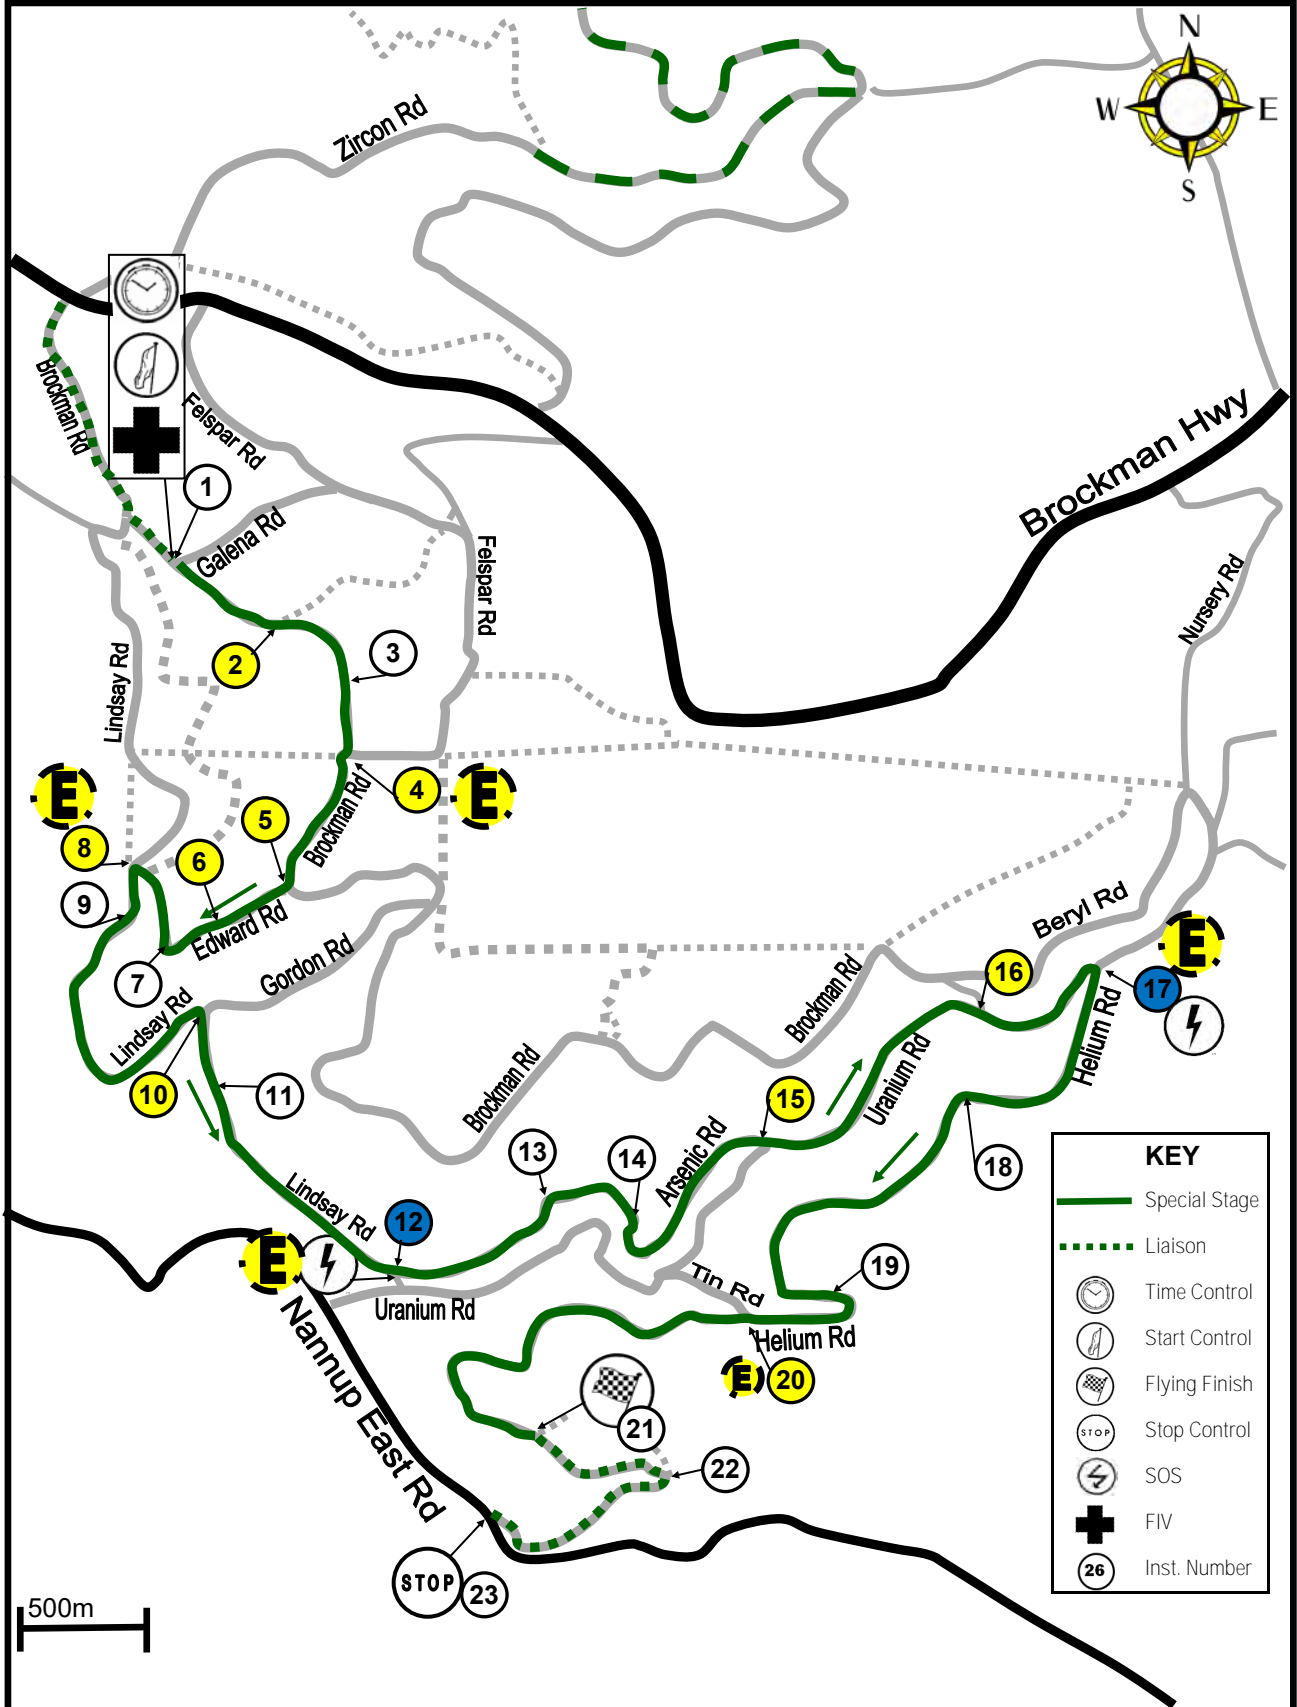 N
W
E
S
Zircon Rd
Brockman Rd
Felspar Rd
1
Galena Rd
Brockman Hwy
Felspar Rd
Nursery Rd
2
3
Lindsay Rd
E
4
E
Brockman Rd
5
8
6
9
Edward Rd
7
Gordon Rd
Beryl Rd
E
16
17
Brockman Rd
Lindsay Rd
Helium Rd
10
11
Brockman Rd
Uranium Rd
15
13
14
Arsenic Rd
18
Lindsay Rd
12
E
Uranium Rd
Tin Rd
19
Helium Rd
E
20
Nannup East Rd
21
22
STOP
23
500m
KEY
Special Stage
Liaison
Time Control
Start Control
Flying Finish
STOP
Stop Control
SOS
FIV
26
Inst. Number